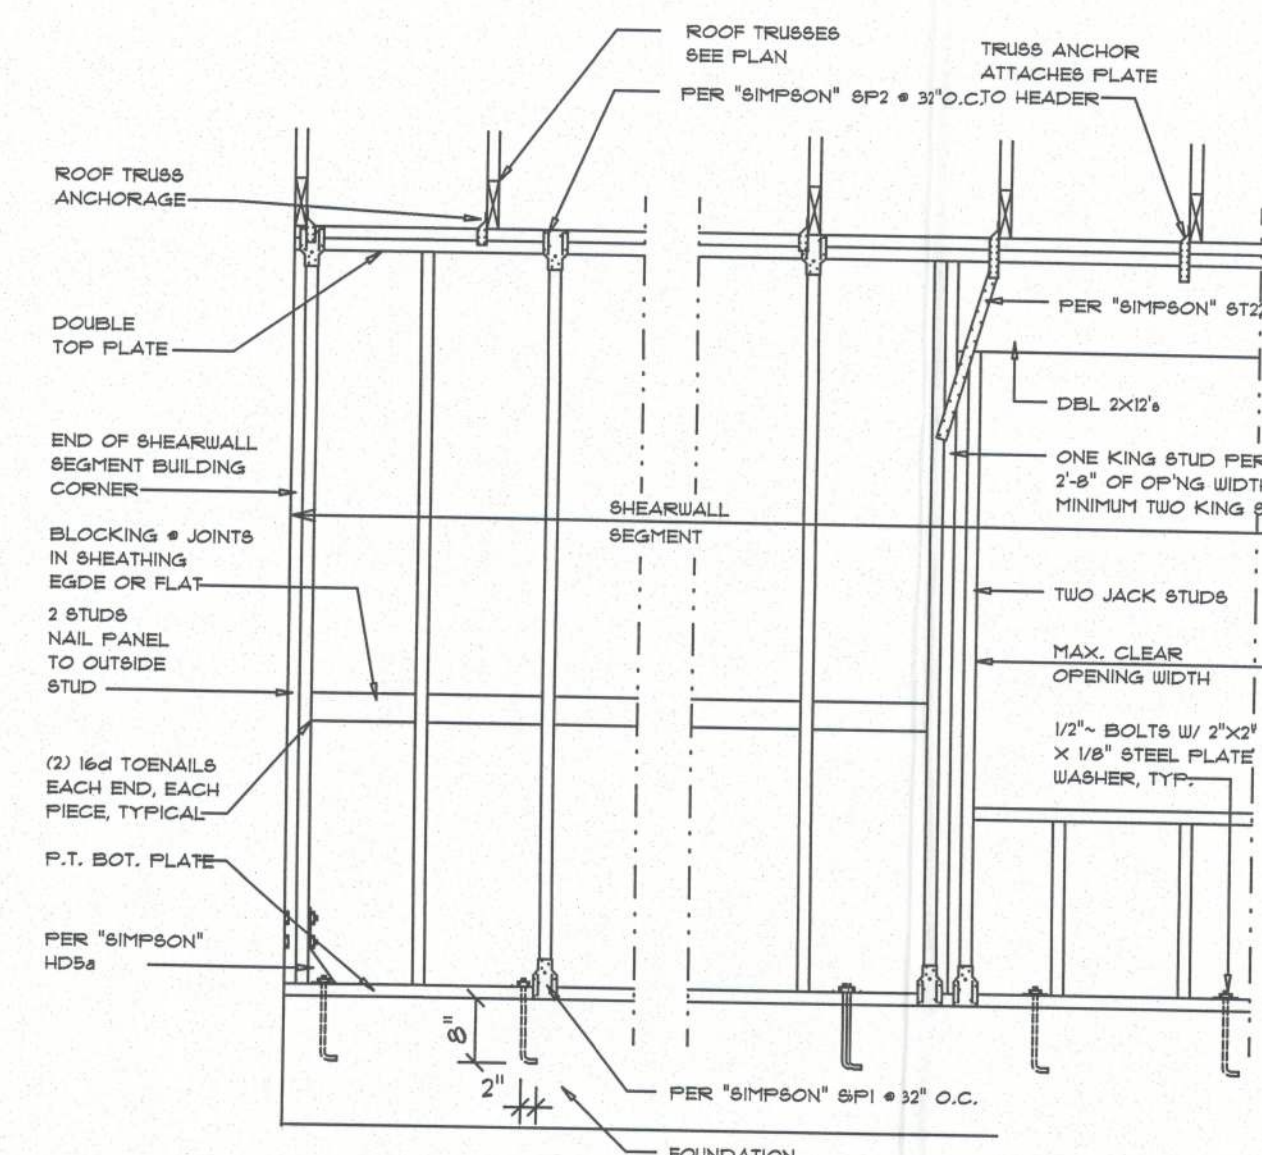 ROOF TRUSSES
SEE PLAN
TRUSS ANCHOR
ATTACHES PLATE
TO HEADER
PER "SIMPSON" SP2 @ 32"O.C.
ROOF TRUSS
ANCHORAGE
DOUBLE
TOP PLATE
PER "SIMPSON" ST22
DBL 2X12's
END OF SHEARWALL
SEGMENT BUILDING
CORNER
ONE KING STUD PER
2'-8" OF OP'NG WIDTH
MINIMUM TWO KING S
SHEARWALL
SEGMENT
BLOCKING @ JOINTS
IN SHEATHING
EGDE OR FLAT
2 STUDS
NAIL PANEL
TO OUTSIDE
STUD
TWO JACK STUDS
MAX. CLEAR
OPENING WIDTH
1/2"~ BOLTS W/ 2"X2"
X 1/8" STEEL PLATE
WASHER, TYP.
(2) 16d TOENAILS
EACH END, EACH
PIECE, TYPICAL
P.T. BOT. PLATE
PER "SIMPSON"
HD5a
8"
2"
PER "SIMPSON" SP1 @ 32" O.C.
FOUNDATION